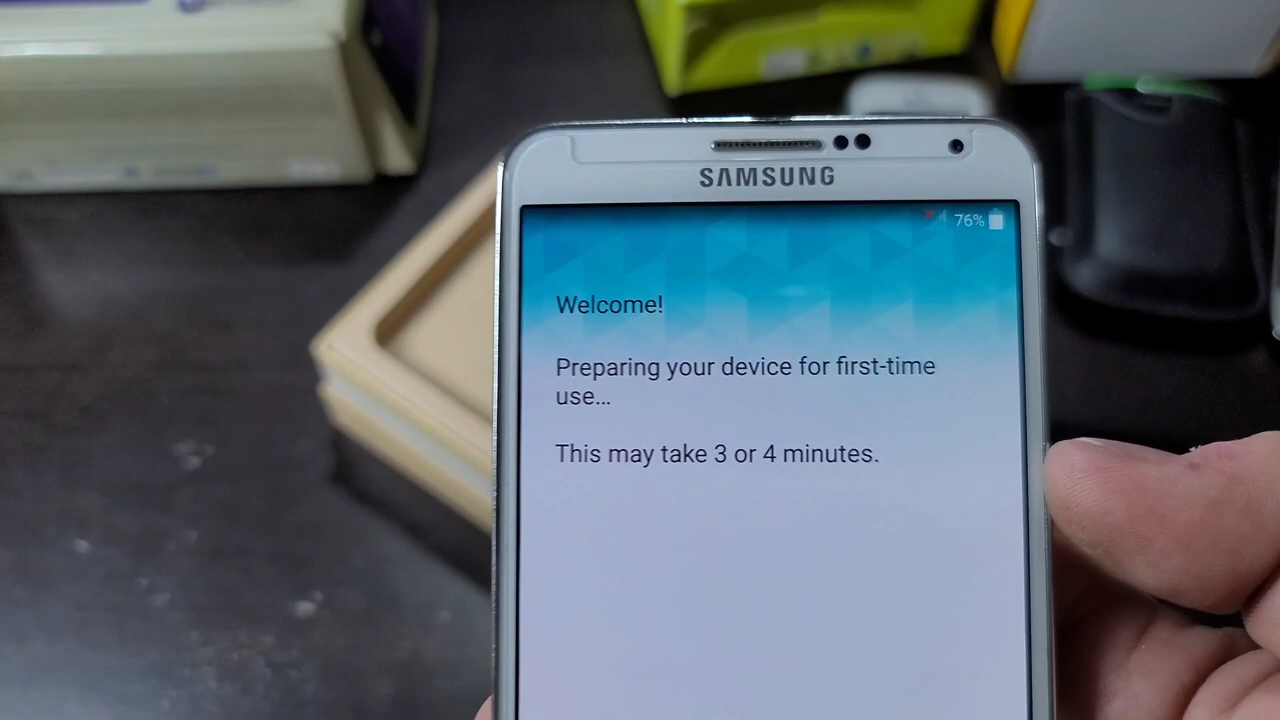 SAMSUNG
76%
Welcome!
Preparing your device for first-time
use...
This may take 3 or 4 minutes.